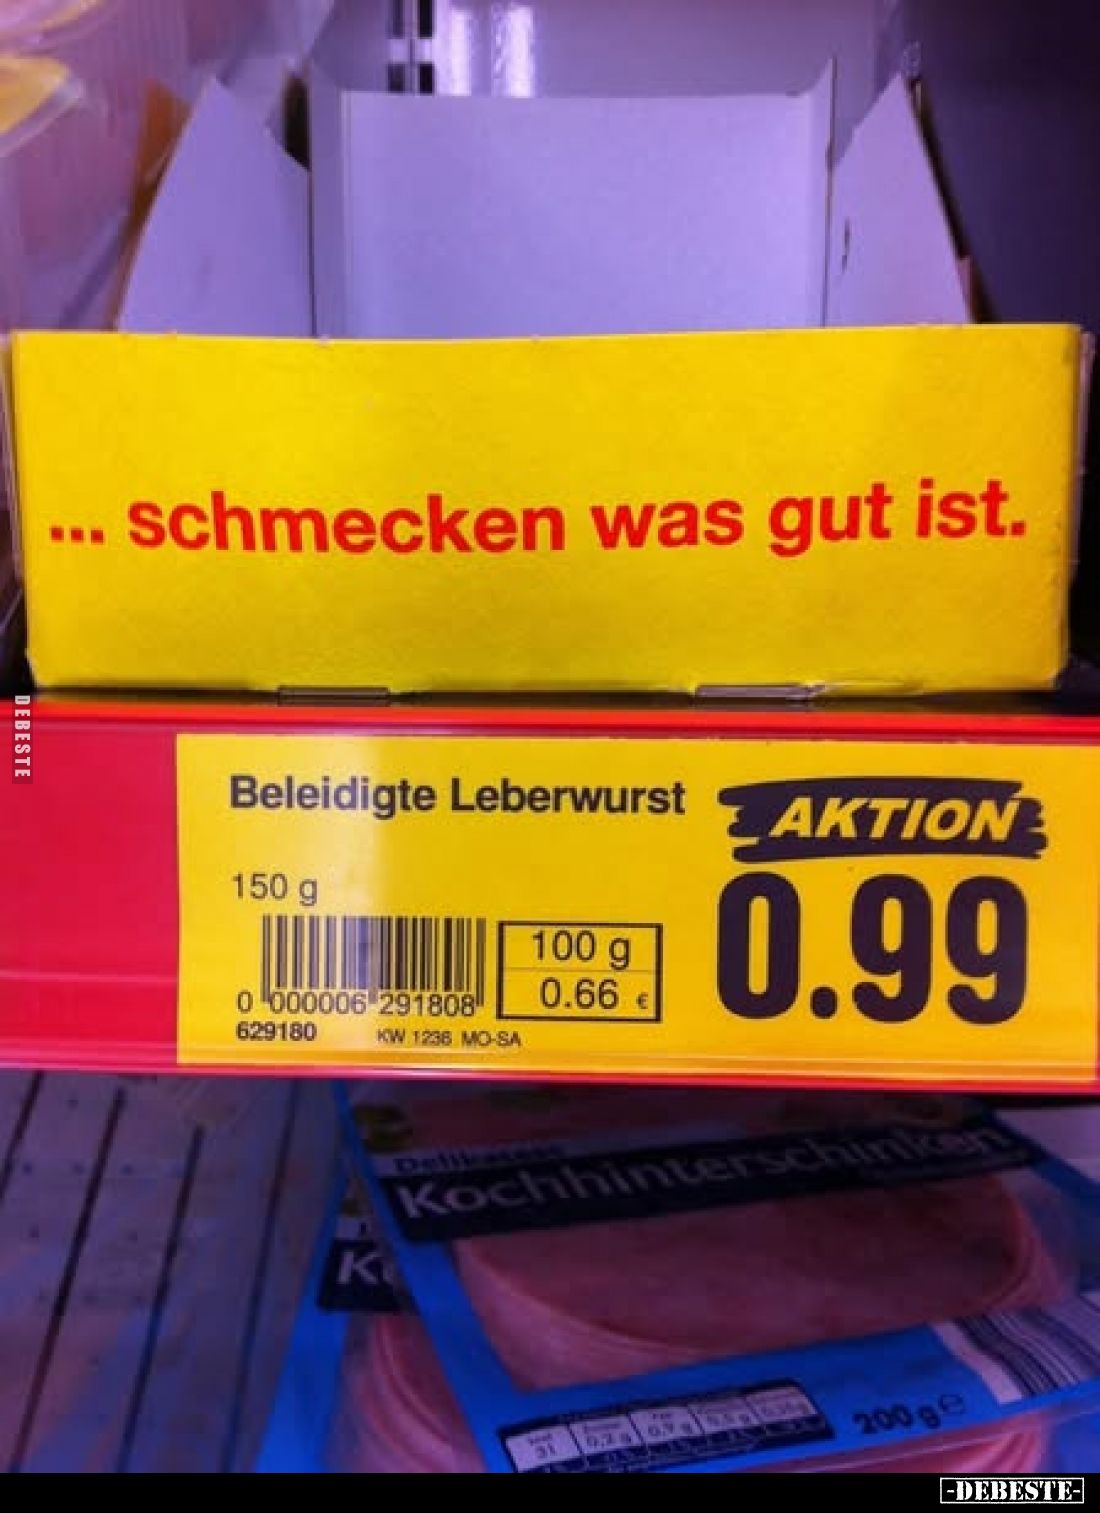 ... schmecken was gut ist.
DEBESTE
Beleidigte Leberwurst
AKTION
150 g
0.99
100 g
0.66 €
0 000006 291808
629180 KW 1236 MO-SA
Delikatess
Kochhinterschinken
K
200 g e
-DEBESTE-